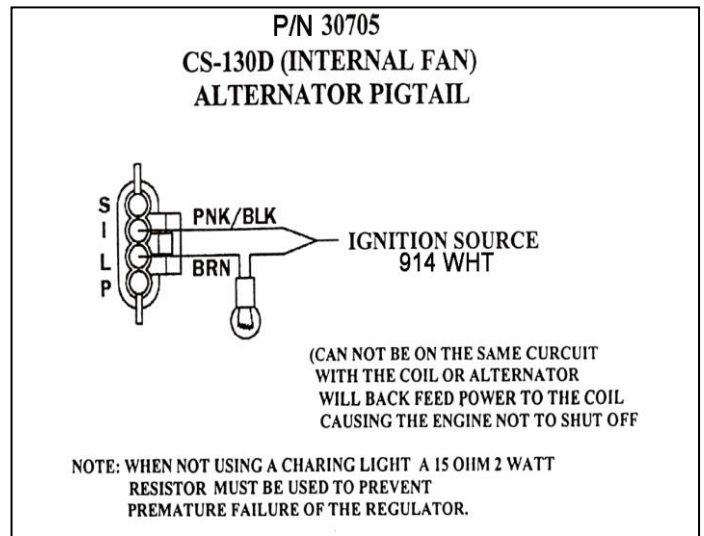 P/N 30705
CS-130D (INTERNAL FAN)
ALTERNATOR PIGTAIL
S
I
L
P
PNK/BLK
BRN
IGNITION SOURCE
914 WHT
(CAN NOT BE ON THE SAME CURCUIT
WITH THE COIL OR ALTERNATOR
WILL BACK FEED POWER TO THE COIL
CAUSING THE ENGINE NOT TO SHUT OFF
NOTE: WHEN NOT USING A CHARING LIGHT A 15 OHM 2 WATT
RESISTOR MUST BE USED TO PREVENT
PREMATURE FAILURE OF THE REGULATOR.